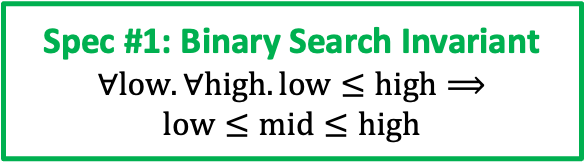 Spec #1: Binary Search Invariant
∀low. ∀high. low ≤ high ⟹
low ≤ mid ≤ high